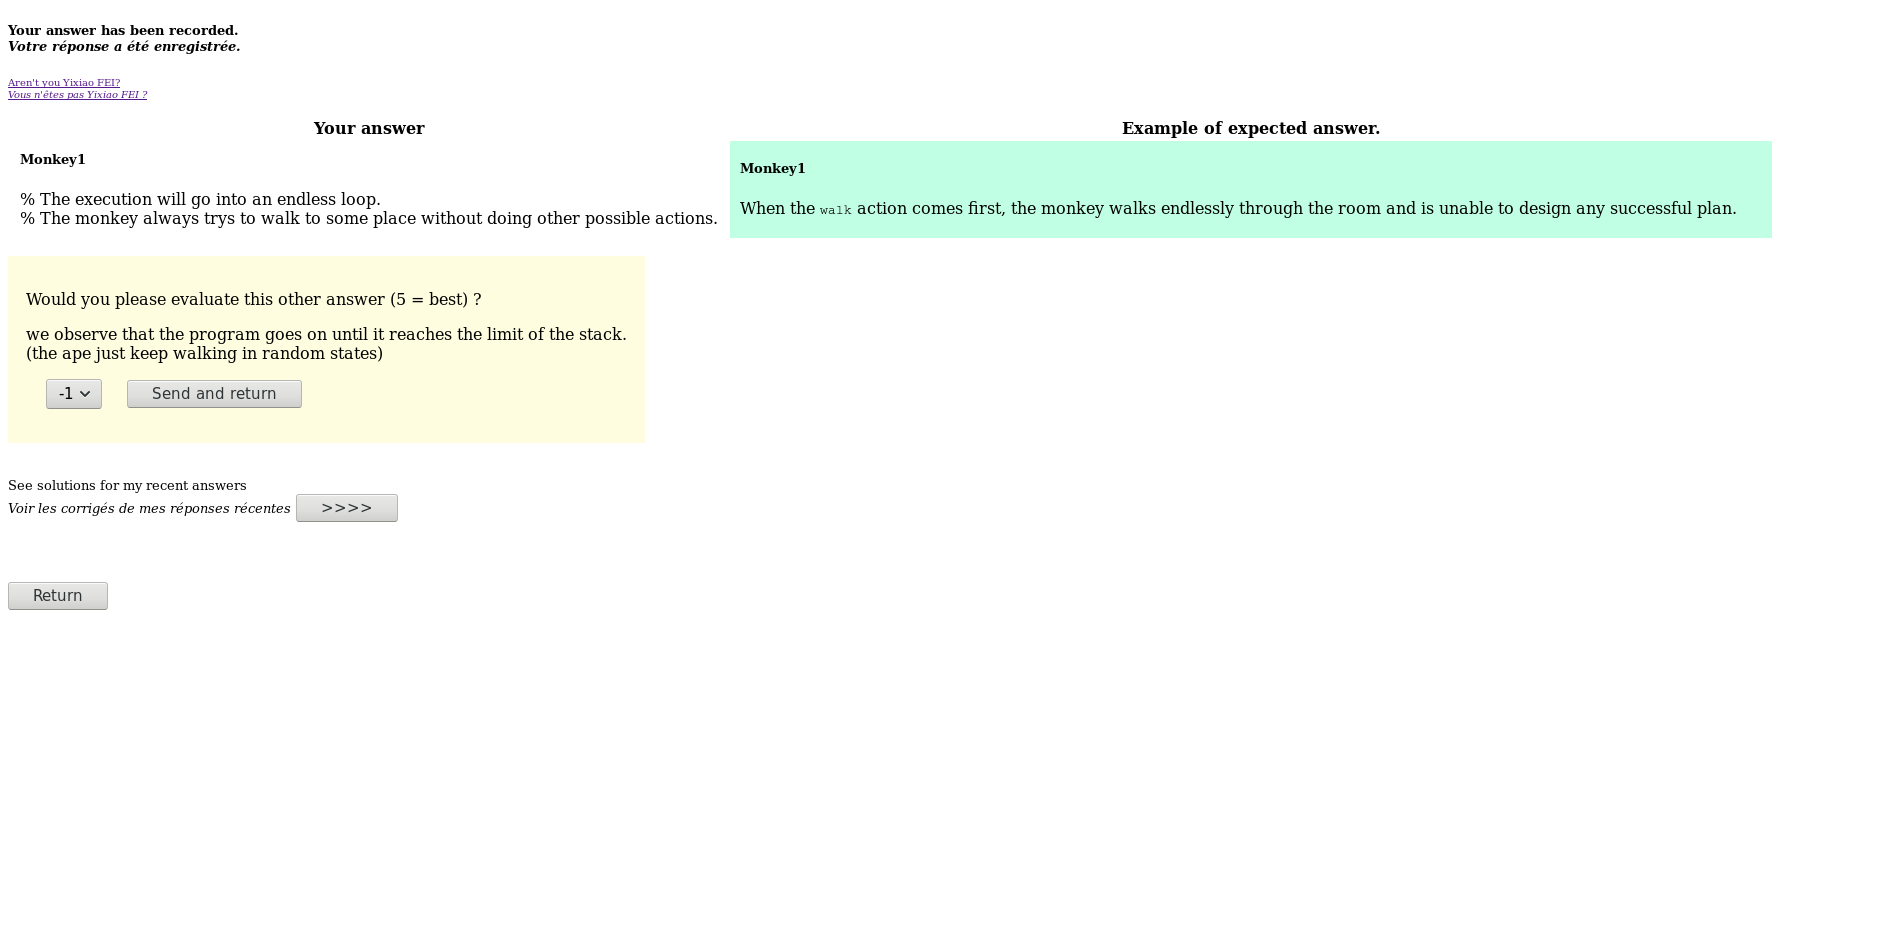 Your answer has been recorded.
Votre réponse a été enregistrée.
Aren't you Yixiao FEI?
Vous n'êtes pas Yixiao FEI ?
Your answer
Monkey1
% The execution will go into an endless loop.
% The monkey always trys to walk to some place without doing other possible actions.
Example of expected answer.
Monkey1
When the walk action comes first, the monkey walks endlessly through the room and is unable to design any successful plan.
Would you please evaluate this other answer (5 = best) ?
we observe that the program goes on until it reaches the limit of the stack.
(the ape just keep walking in random states)
-1 Send and return
See solutions for my recent answers
Voir les corrigés de mes réponses récentes >>>>
Return